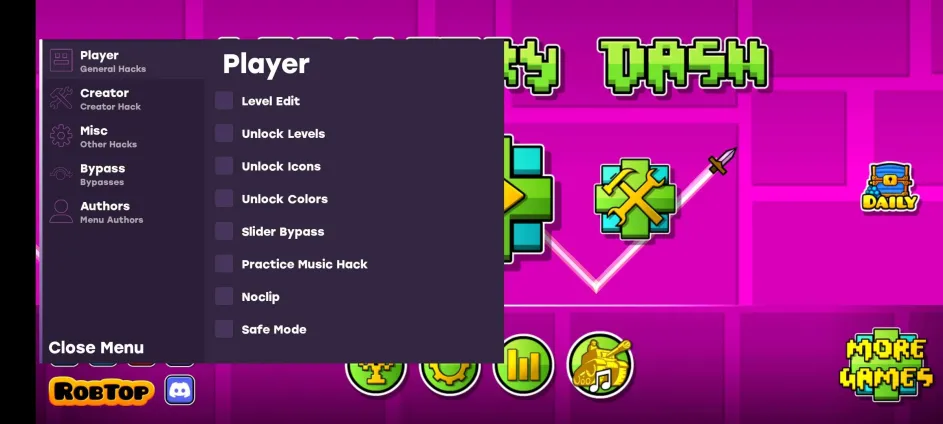 Player
General Hacks
Creator
Creator Hack
Misc
Other Hacks
Bypass
Bypasses
Authors
Menu Authors
Close Menu
Player
Level Edit
Unlock Levels
Unlock Icons
Unlock Colors
Slider Bypass
Practice Music Hack
Noclip
Safe Mode
DASH
DAILY
ROBTOP
MORE
GAMES